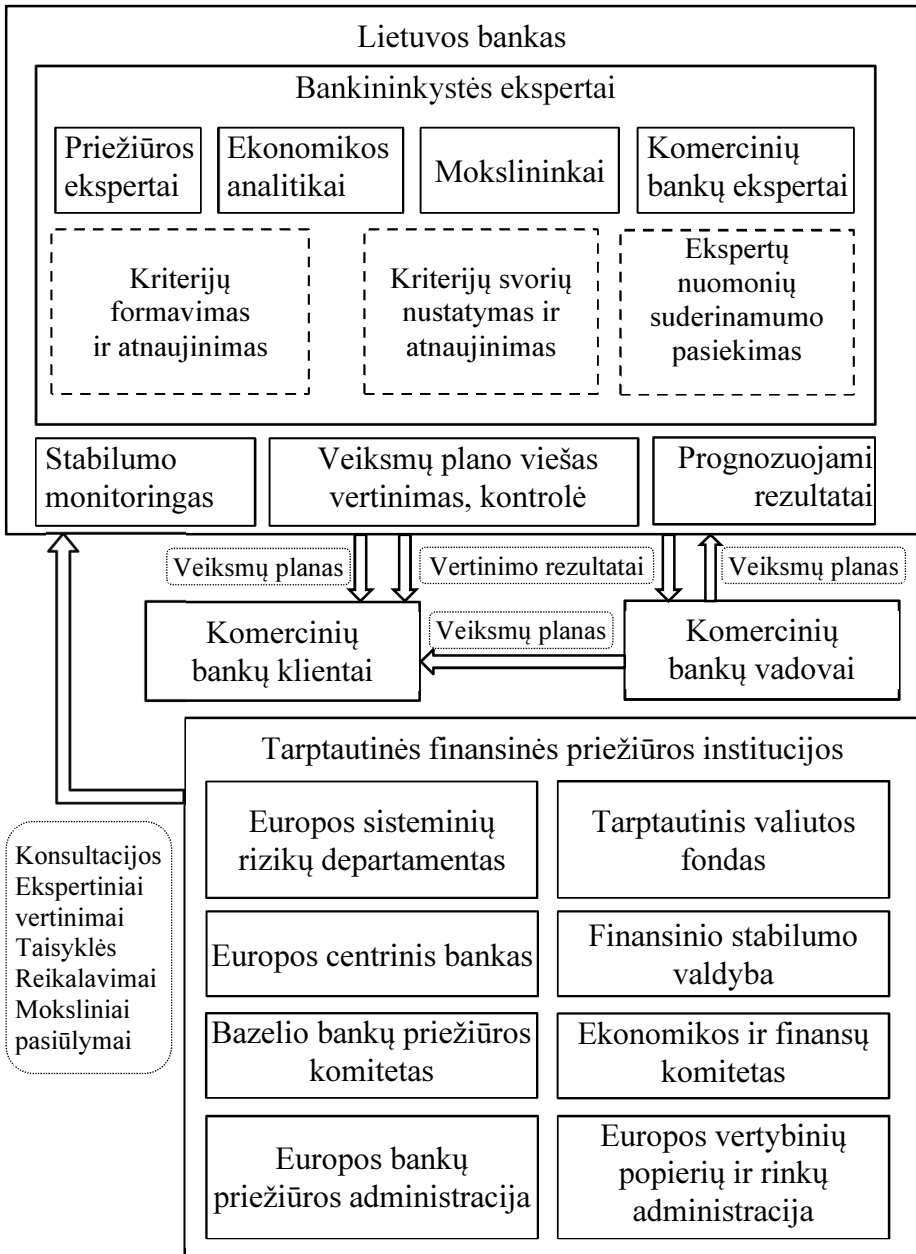 Lietuvos bankas
Bankininkystės ekspertai
Priežiūros
ekspertai
Ekonomikos
analitikai
Mokslininkai
Komercinių
bankų ekspertai
Kriterijų
formavimas
ir atnaujinimas
Kriterijų svorių
nustatymas ir
atnaujinimas
Ekspertų
nuomonių
suderinamumo
pasiekimas
Stabilumo
monitoringas
Veiksmų plano viešas
vertinimas, kontrolė
Prognozuojami
rezultatai
Veiksmų planas
Vertinimo rezultatai
Veiksmų planas
Komercinių
bankų klientai
Veiksmų planas
Komercinių
bankų vadovai
Tarptautinės finansinės priežiūros institucijos
Europos sisteminių
rizikų departamentas
Tarptautinis valiutos
fondas
Konsultacijos
Ekspertiniai
vertinimai
Taisyklės
Reikalavimai
Moksliniai
pasiūlymai
Europos centrinis bankas
Finansinio stabilumo
valdyba
Bazelio bankų priežiūros
komitetas
Ekonomikos ir finansų
komitetas
Europos bankų
priežiūros administracija
Europos vertybinių
popierių ir rinkų
administracija